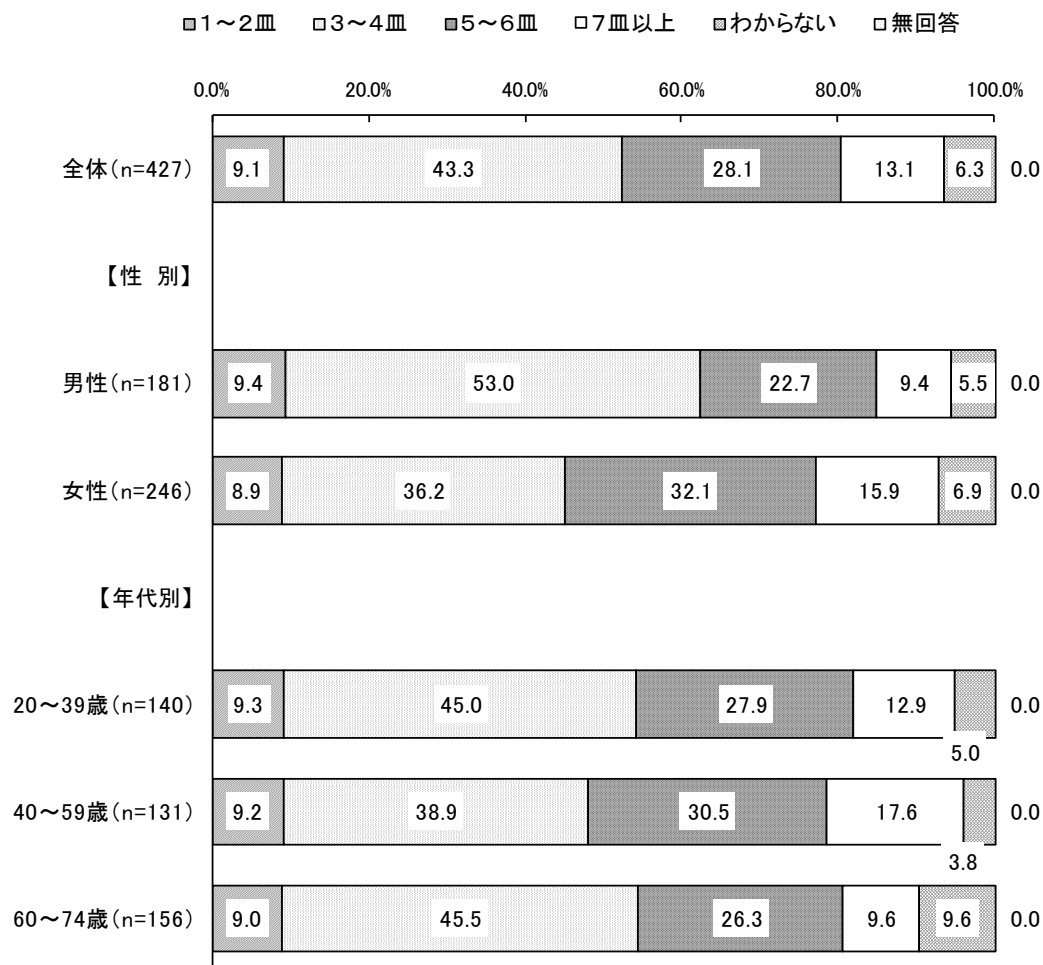 1～2皿 3～4皿 5～6皿 7皿以上 わからない 無回答
0.0% 20.0% 40.0% 60.0% 80.0% 100.0%
全体(n=427) 9.1 43.3 28.1 13.1 6.3 0.0
【性 別】
男性(n=181) 9.4 53.0 22.7 9.4 5.5 0.0
女性(n=246) 8.9 36.2 32.1 15.9 6.9 0.0
【年代別】
20～39歳(n=140) 9.3 45.0 27.9 12.9 0.0
5.0
40～59歳(n=131) 9.2 38.9 30.5 17.6 0.0
3.8
60～74歳(n=156) 9.0 45.5 26.3 9.6 9.6 0.0